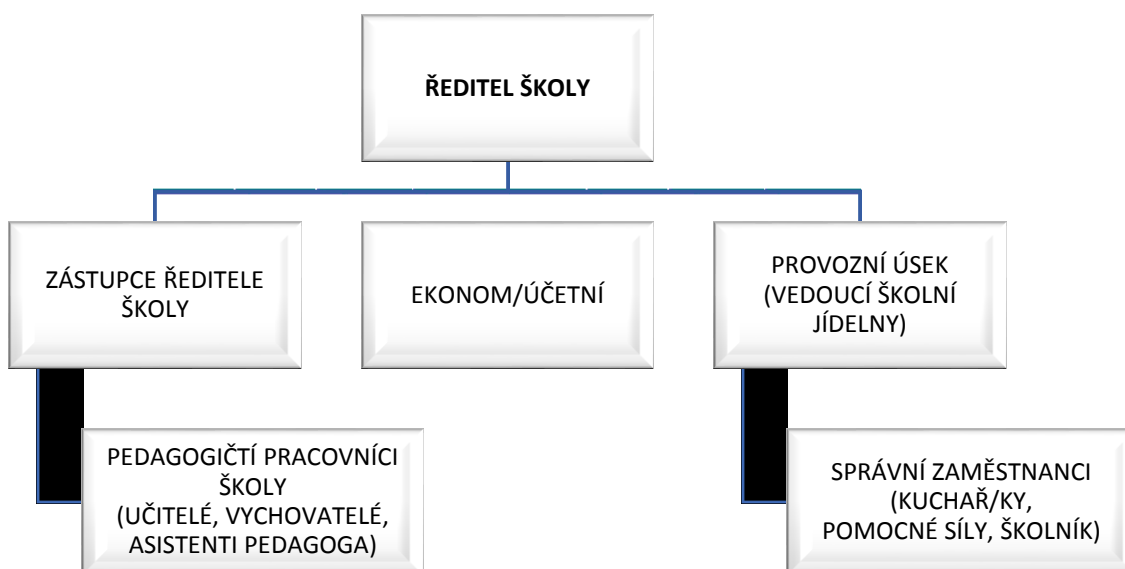 ŘEDITEL ŠKOLY
ZÁSTUPCE ŘEDITELE
ŠKOLY
EKONOM/ÚČETNÍ
PROVOZNÍ ÚSEK
(VEDOUCÍ ŠKOLNÍ
JÍDELNY)
PEDAGOGIČTÍ PRACOVNÍCI
ŠKOLY
(UČITELÉ, VYCHOVATELÉ,
ASISTENTI PEDAGOGA)
SPRÁVNÍ ZAMĚSTNANCI
(KUCHAŘ/KY,
POMOCNÉ SÍLY, ŠKOLNÍK)